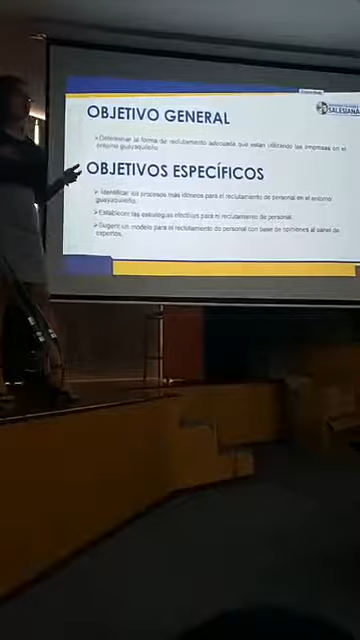 SALESIANA
OBJETIVO GENERAL
➢Determinar la forma de reclutamiento adecuada que están utilizando las empresas en el
entorno guayaquileño.
OBJETIVOS ESPECÍFICOS
➢Identificar los procesos más idóneos para el reclutamiento de personal en el entorno
guayaquileño.
➢Establecer las estrategias efectivas para el reclutamiento de personal.
➢Sugerir un modelo para el reclutamiento de personal con base de opiniones al panel de
expertos.